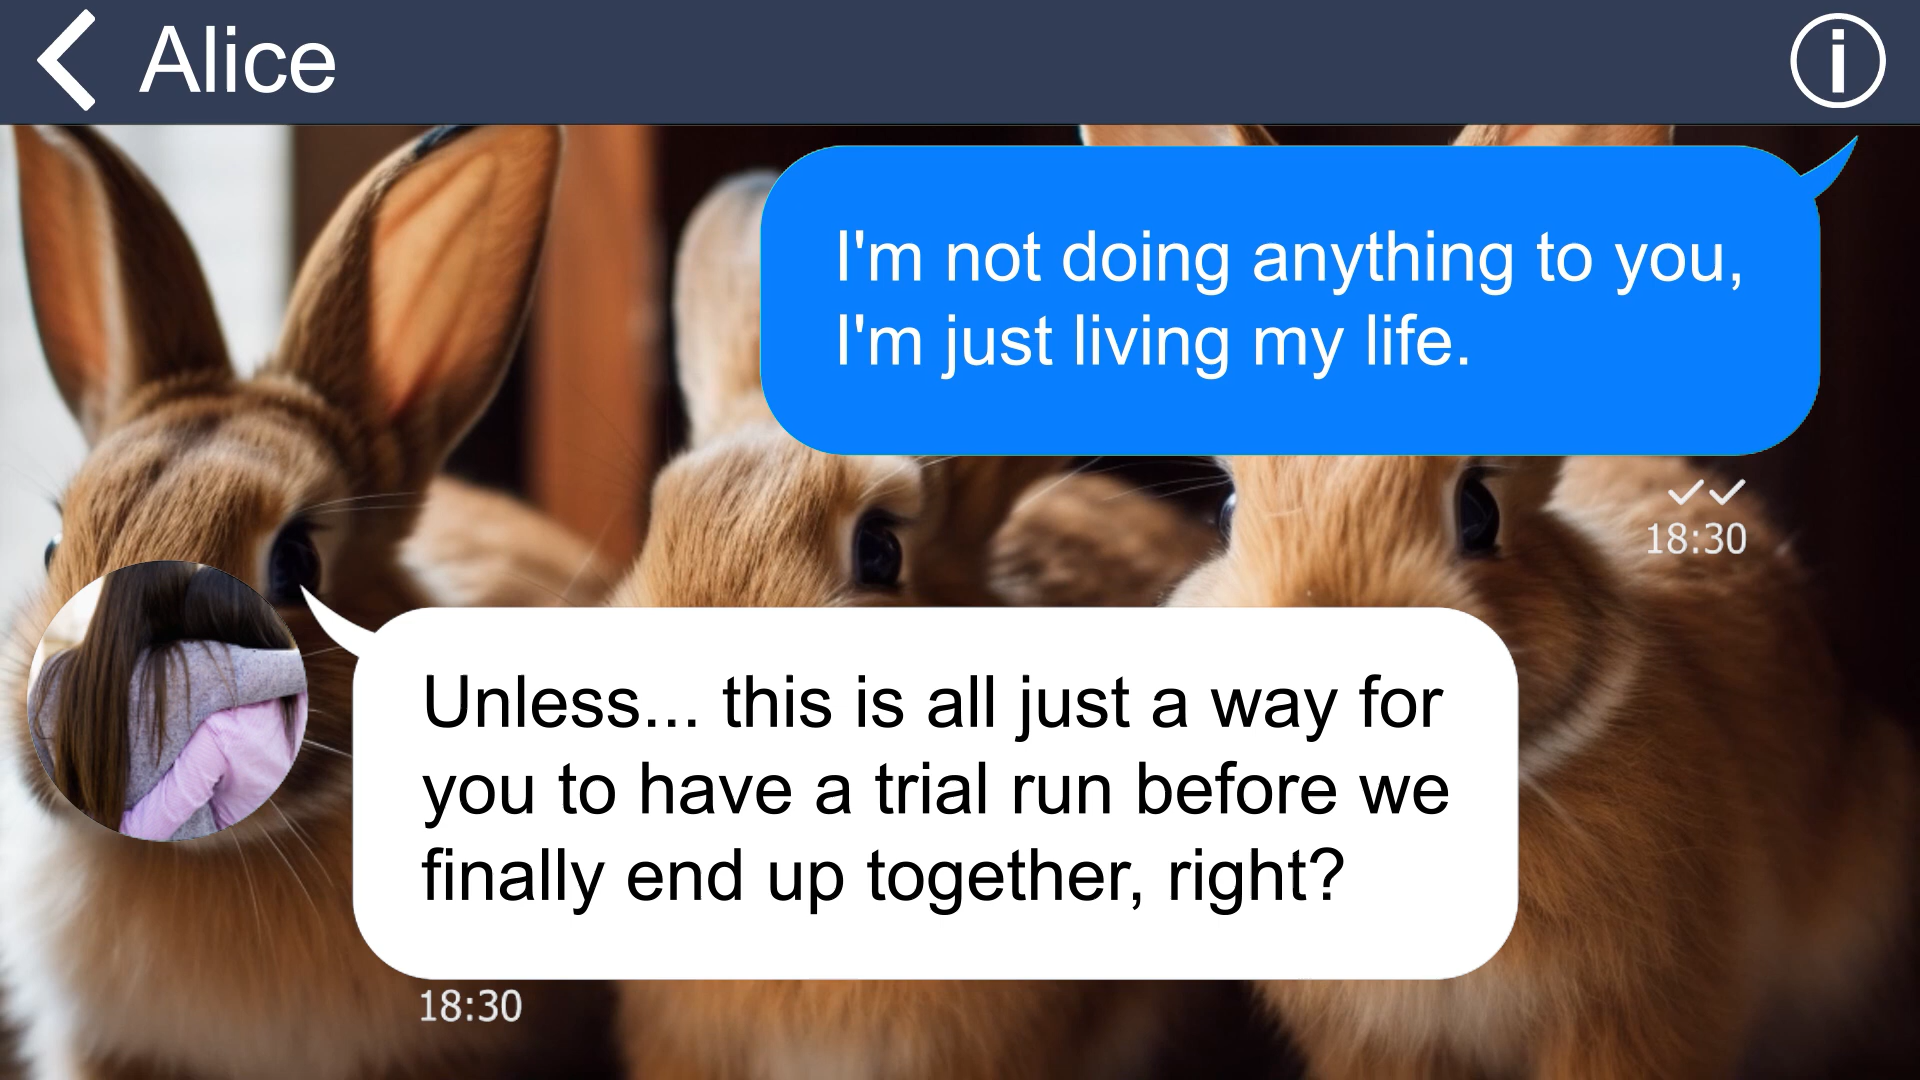 Alice
I'm not doing anything to you,
I'm just living my life.
18:30
Unless... this is all just a way for
you to have a trial run before we
finally end up together, right?
18:30